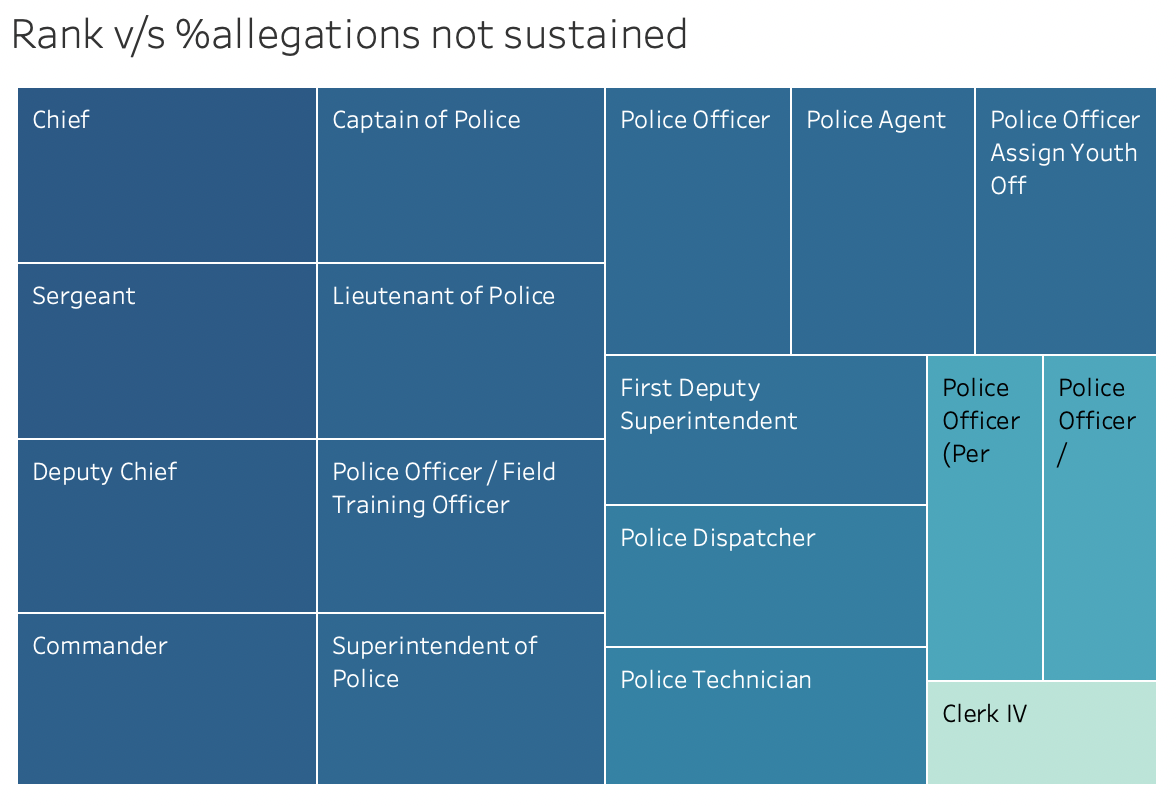 Rank v/s %allegations not sustained
Chief
Sergeant
Deputy Chief
Commander
Captain of Police
Lieutenant of Police
Police Officer / Field
Training Officer
Superintendent of
Police
Police Officer
Police Agent
Police Officer
Assign Youth
Off
First Deputy
Superintendent
Police Dispatcher
Police Technician
Police
Officer
(Per
Police
Officer
/
Clerk IV